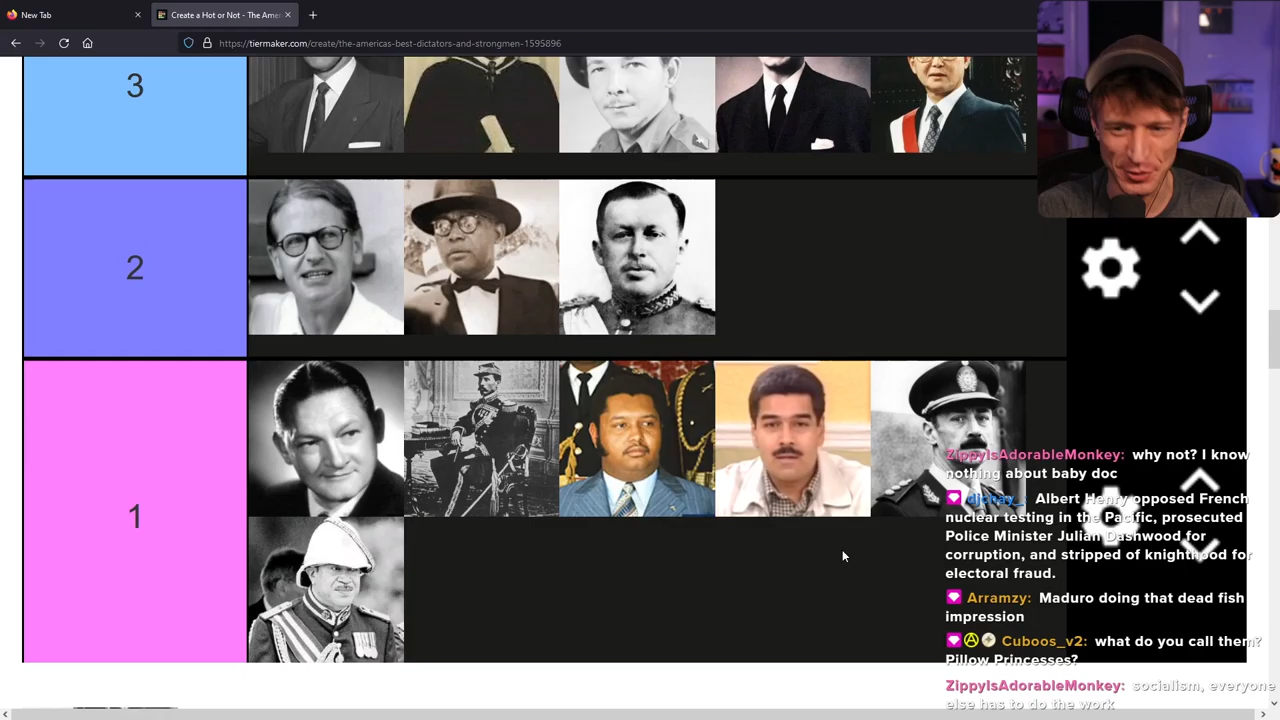 New Tab
Create a Hot or Not - The Ame
https://tiermaker.com/create/the-americas-best-dictators-and-strongmen-1595896
3
2
1
ZippyIsAdorableMonkey: why not? I know
nothing about baby doc
diphay_: Albert Henry opposed French
nuclear testing in the Pacific, prosecuted
Police Minister Julian Dashwood for
corruption, and stripped of knighthood for
electoral fraud.
Arramzy: Maduro doing that dead fish
impression
Cuboos_v2: what do you call them?
Pillow Princesses?
ZippyIsAdorableMonkey: socialism, everyone
else has to do the work